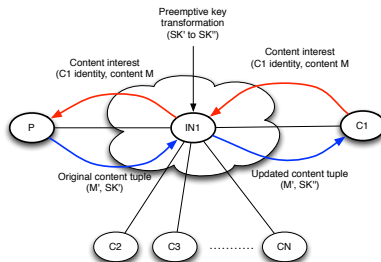 Preemptive key
transformation
(SK' to SK'')
Content interest
(C1 identity, content M
Content interest
(C1 identity, content M
P
IN1
C1
Original content tuple
(M', SK')
Updated content tuple
(M', SK'')
C2
C3
...........
CN